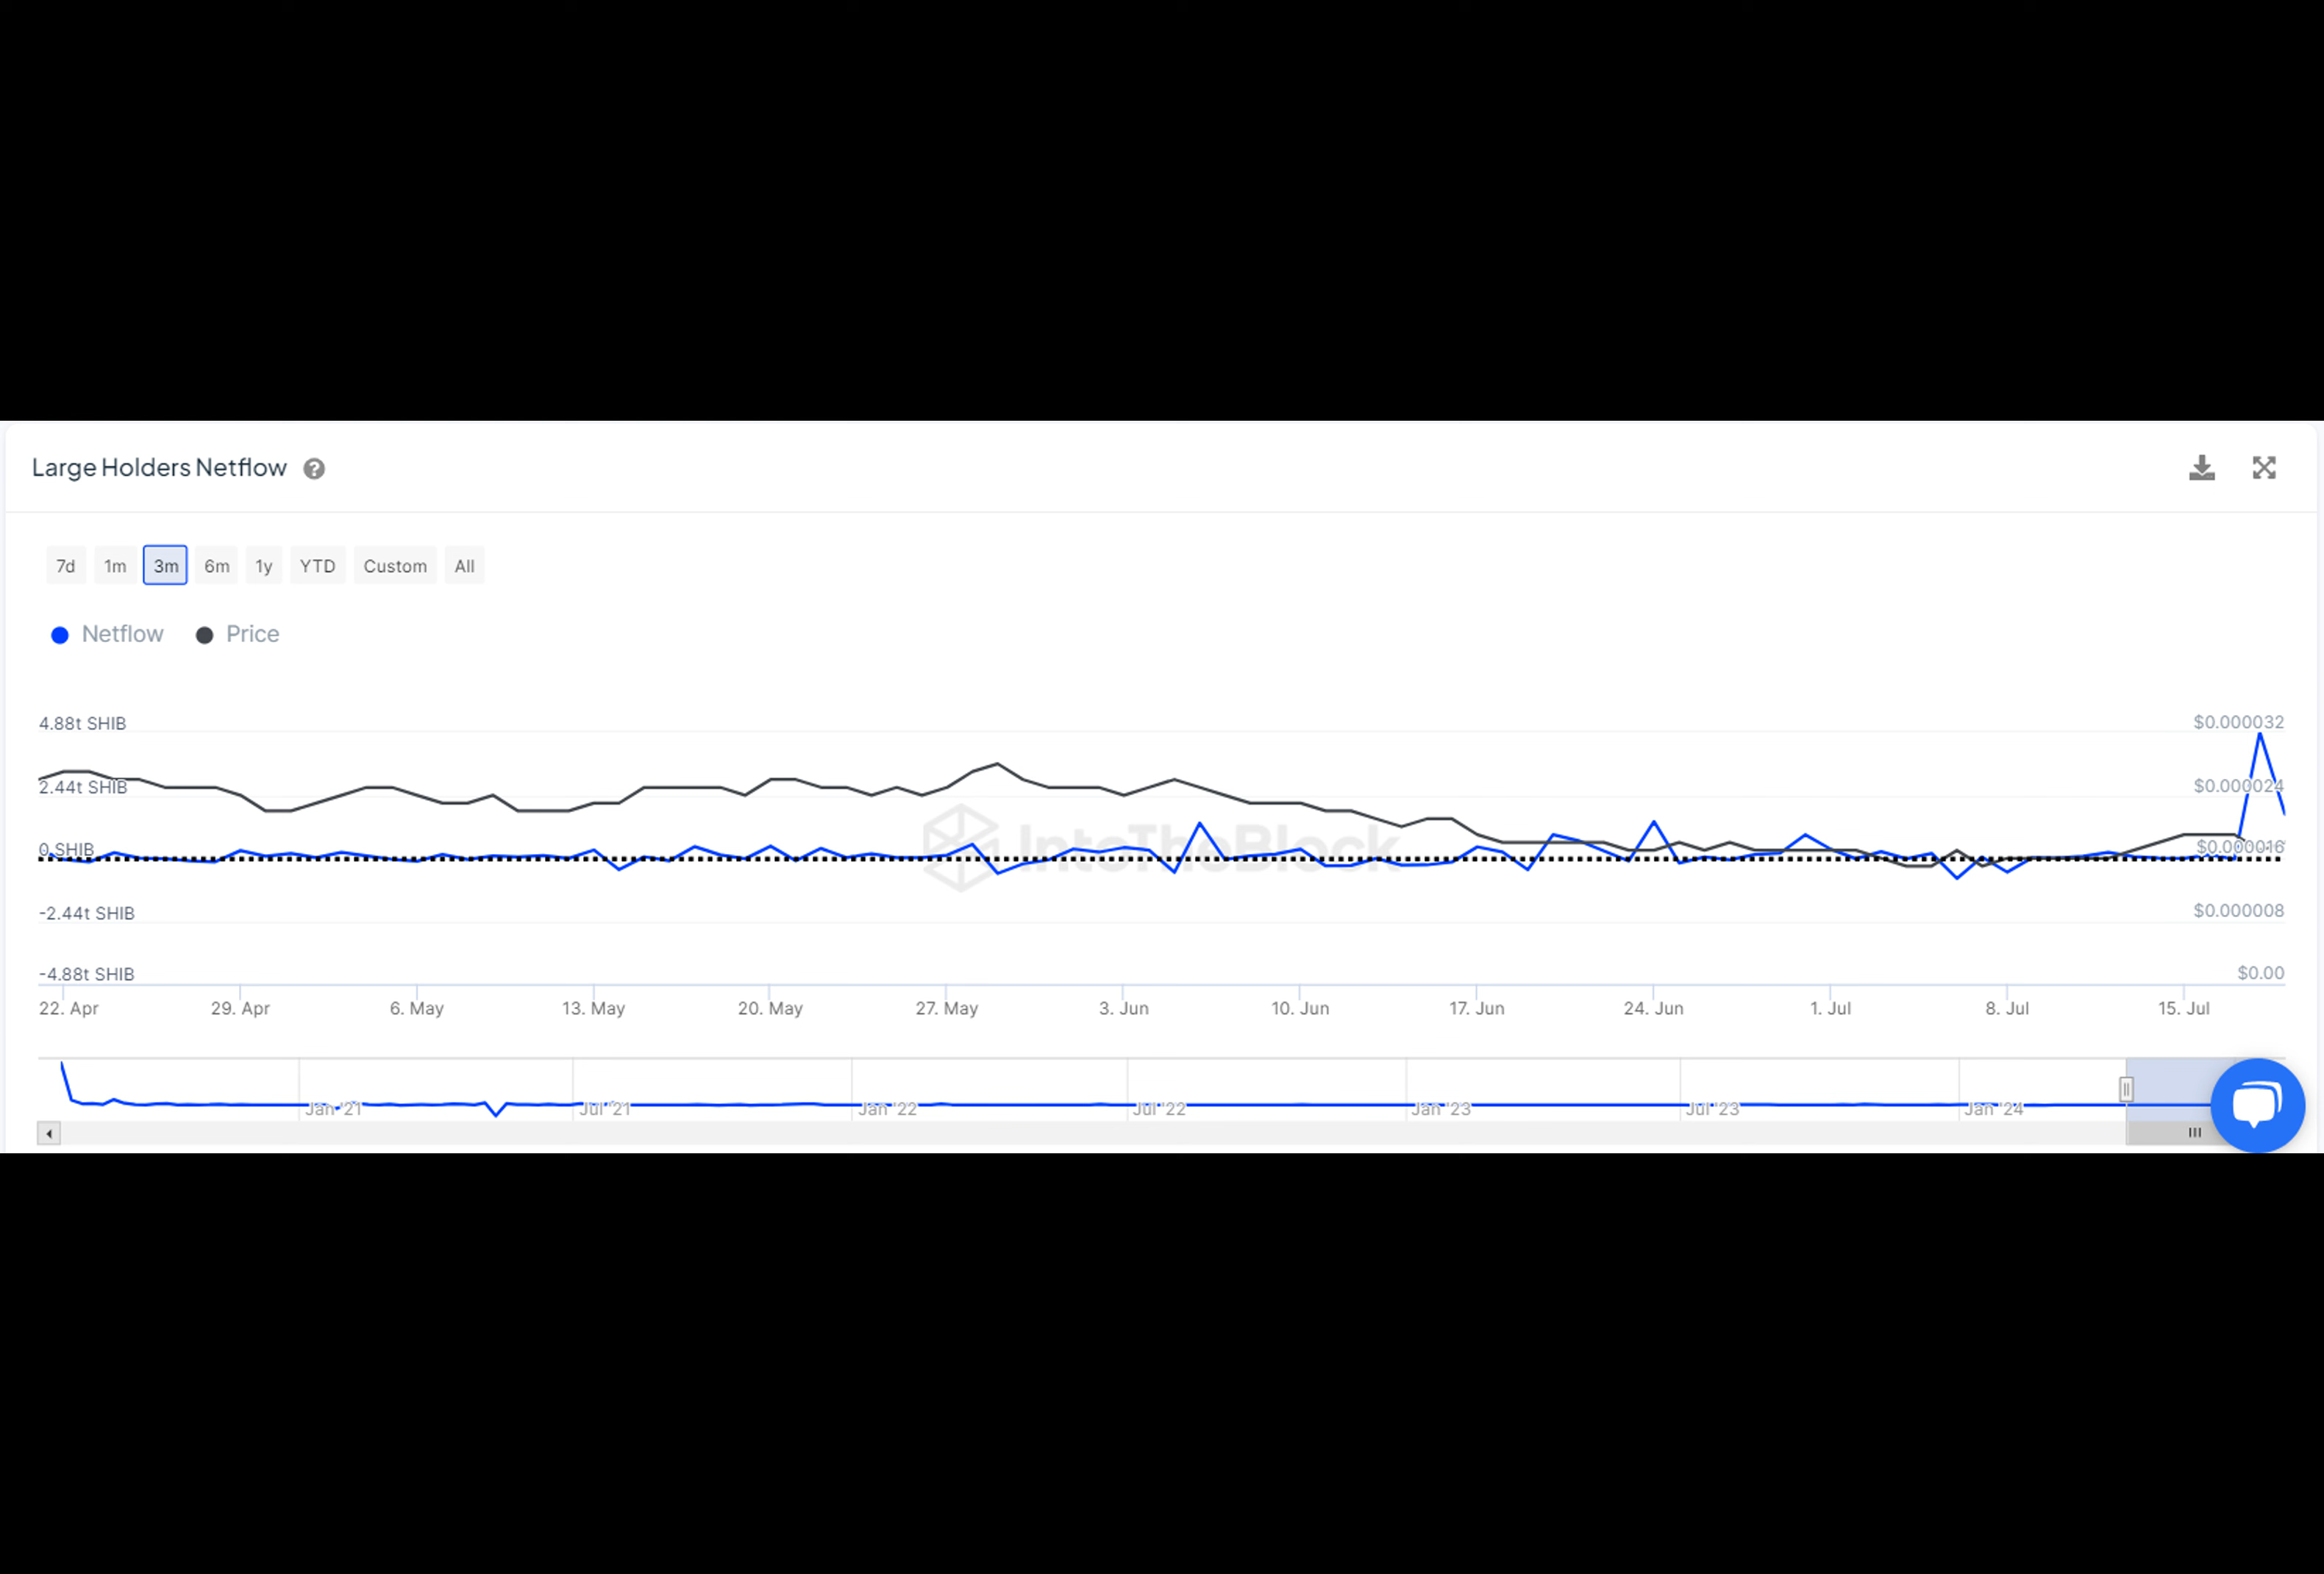 Large Holders Netflow ?
7d 1m 3m 6m 1y YTD Custom All
Netflow Price
4.88t SHIB $0.000032
2.44t SHIB $0.000024
0 SHIB $0.000016
-2.44t SHIB $0.000008
-4.88t SHIB $0.00
IntoTheBlock
22. Apr 29. Apr 6. May 13. May 20. May 27. May 3. Jun 10. Jun 17. Jun 24. Jun 1. Jul 8. Jul 15. Jul
Jan '21 Jul '21 Jan '22 Jul '22 Jan '23 Jul '23 Jan '24